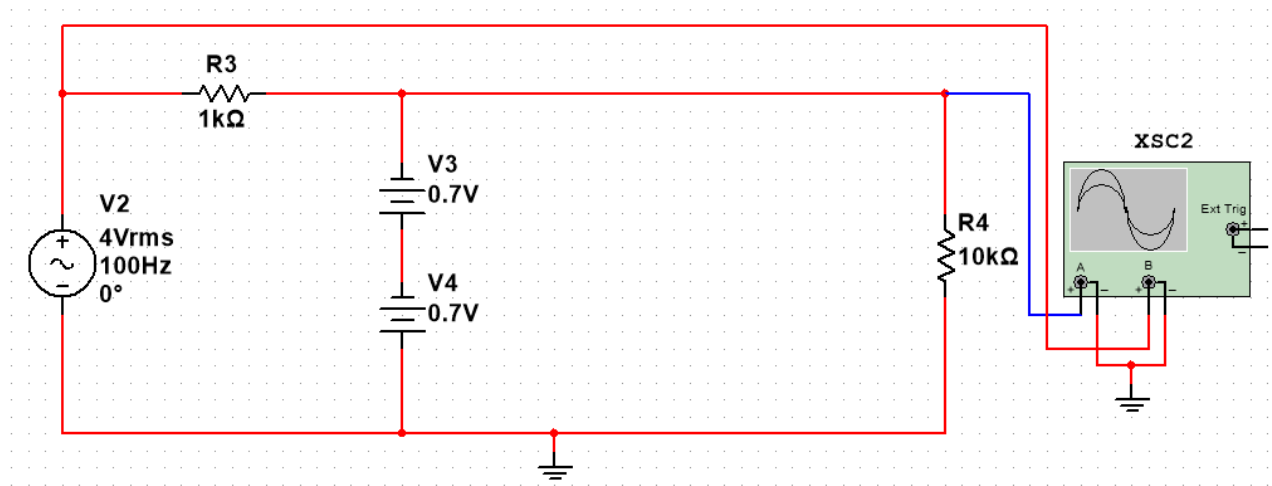 R3
1kΩ
V3
0.7V
V4
0.7V
V2
+
4Vrms
100Hz
0°
−
R4
10kΩ
XSC2
Ext Trig
+
−
A
B
+
−
+
−